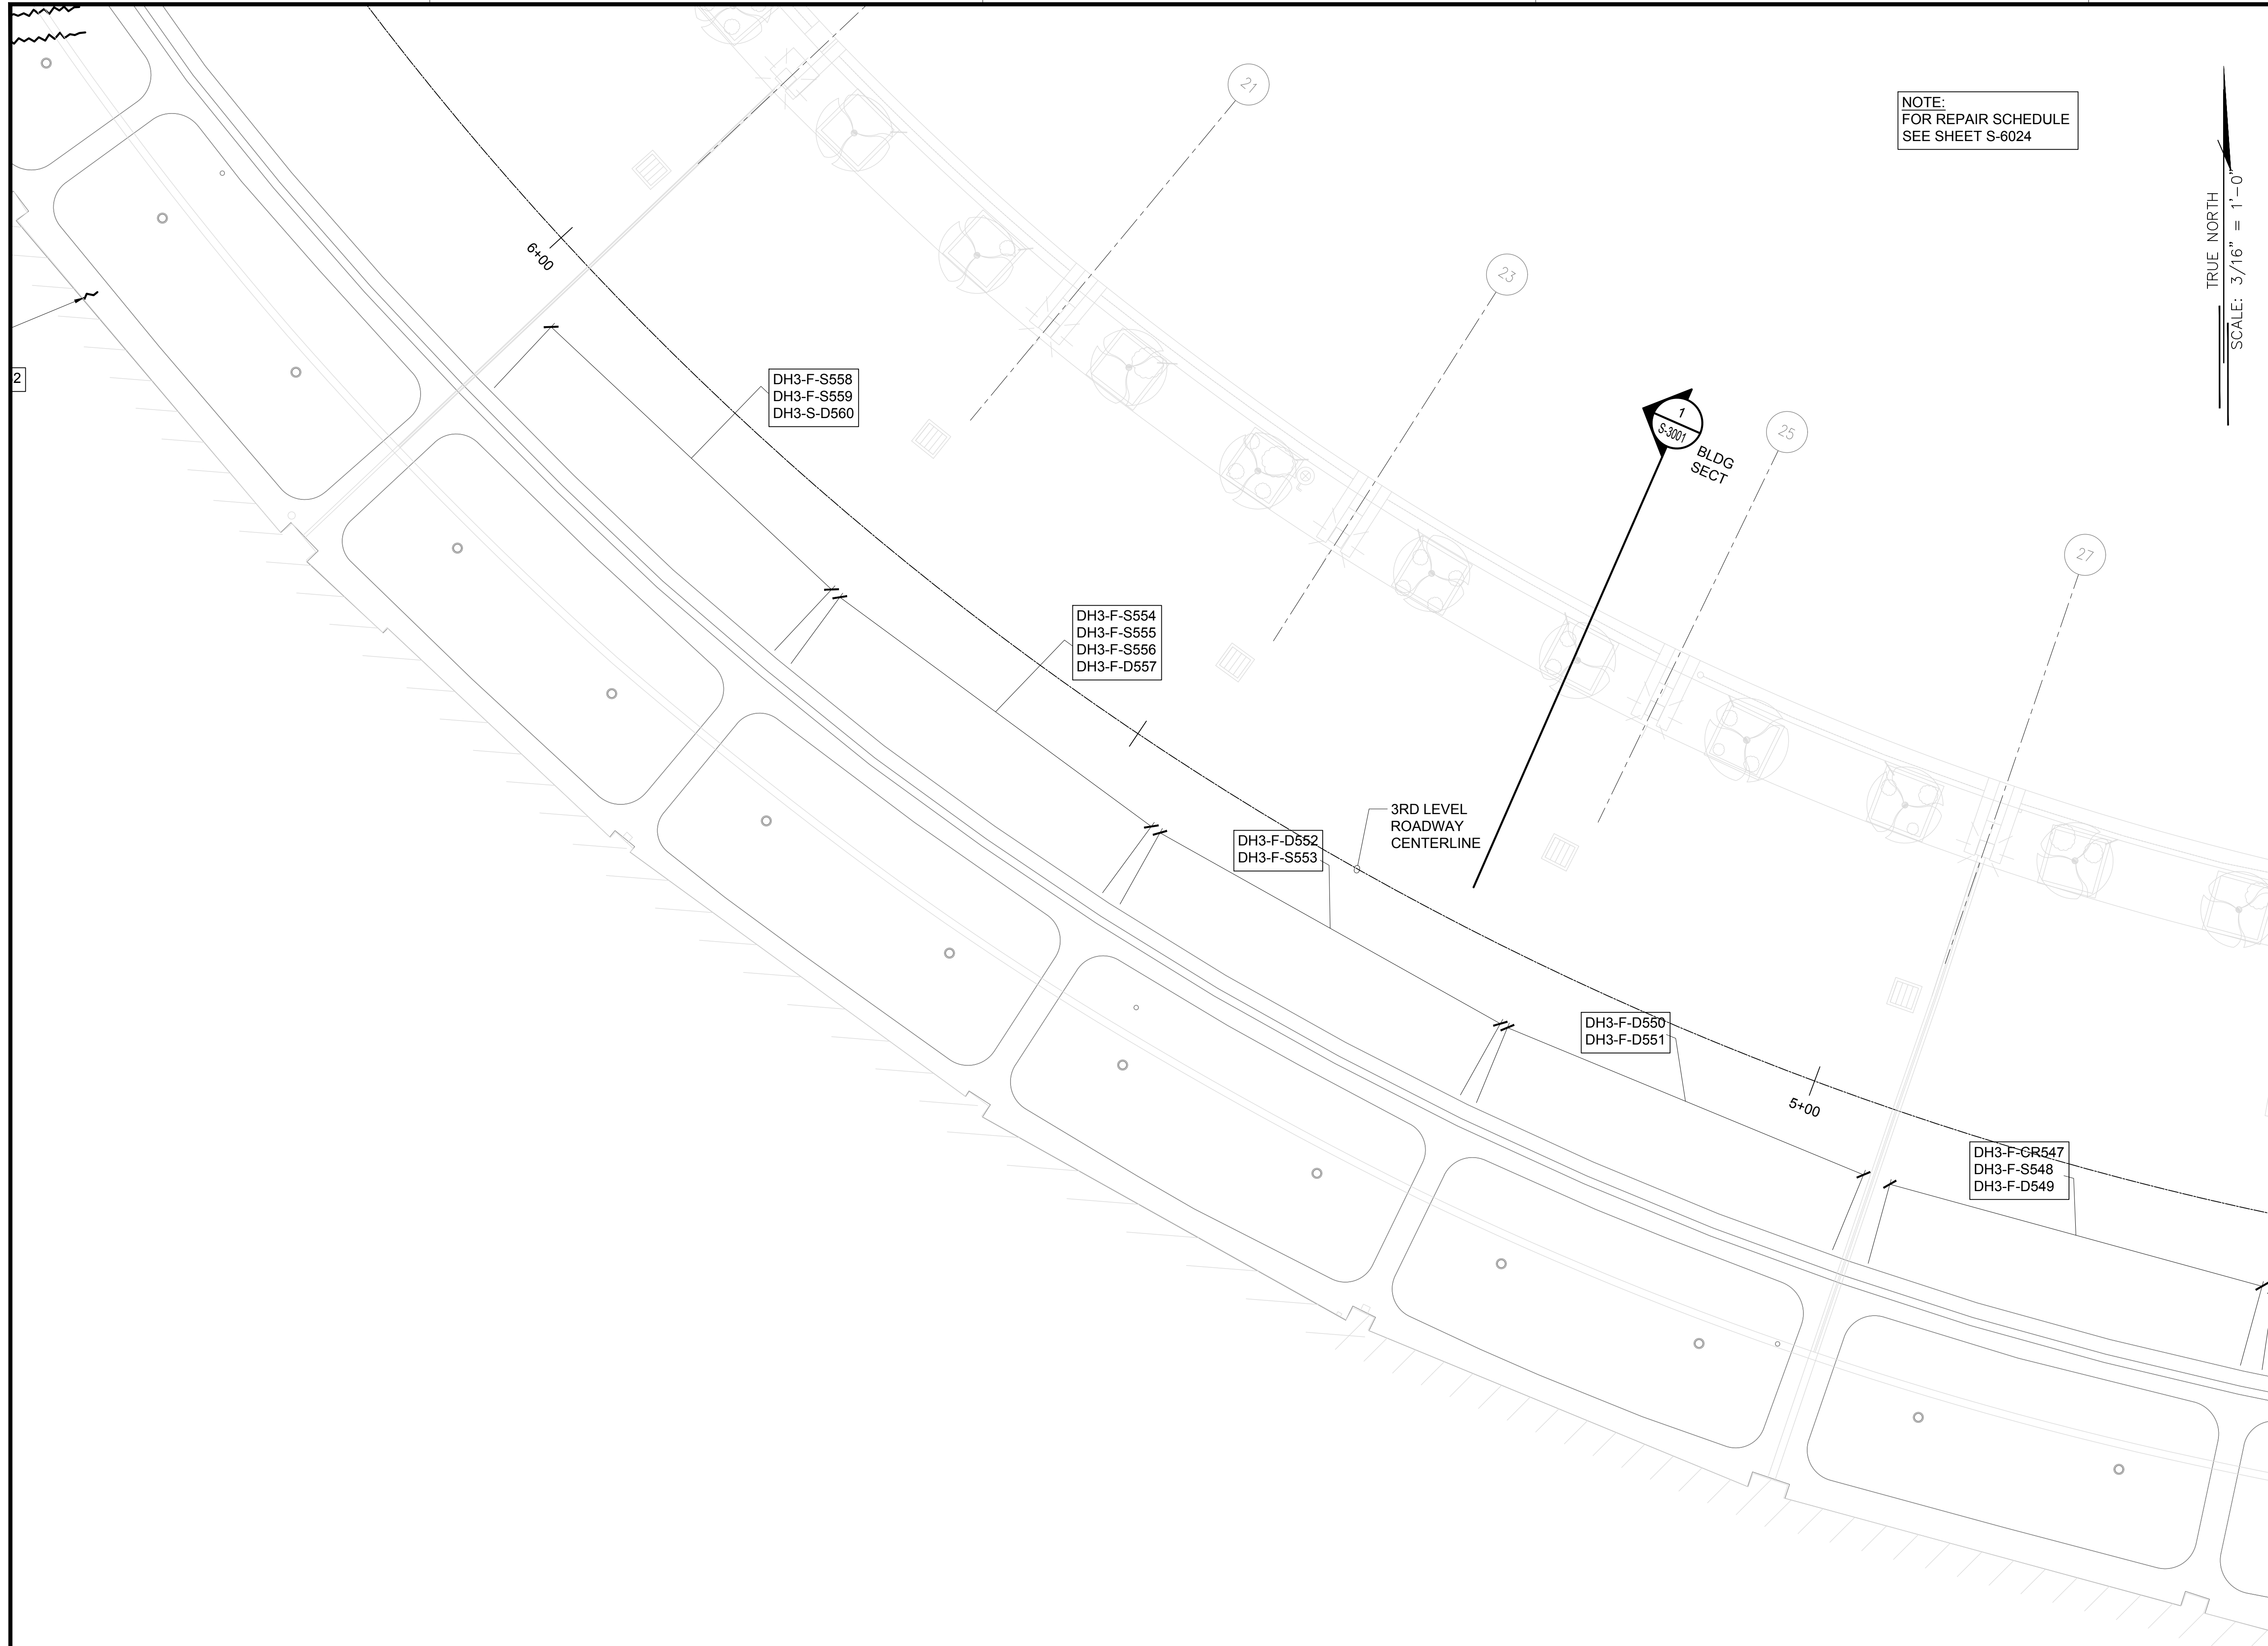 21
NOTE:
FOR REPAIR SCHEDULE
SEE SHEET S-6024
TRUE NORTH
SCALE: 3/16" = 1'-0"
6+00
23
2
DH3-F-S558
DH3-F-S559
DH3-S-D560
1
S-3001
BLDG
SECT
25
27
DH3-F-S554
DH3-F-S555
DH3-F-S556
DH3-F-D557
3RD LEVEL
ROADWAY
CENTERLINE
DH3-F-D552
DH3-F-S553
DH3-F-D550
DH3-F-D551
5+00
DH3-F-CR547
DH3-F-S548
DH3-F-D549